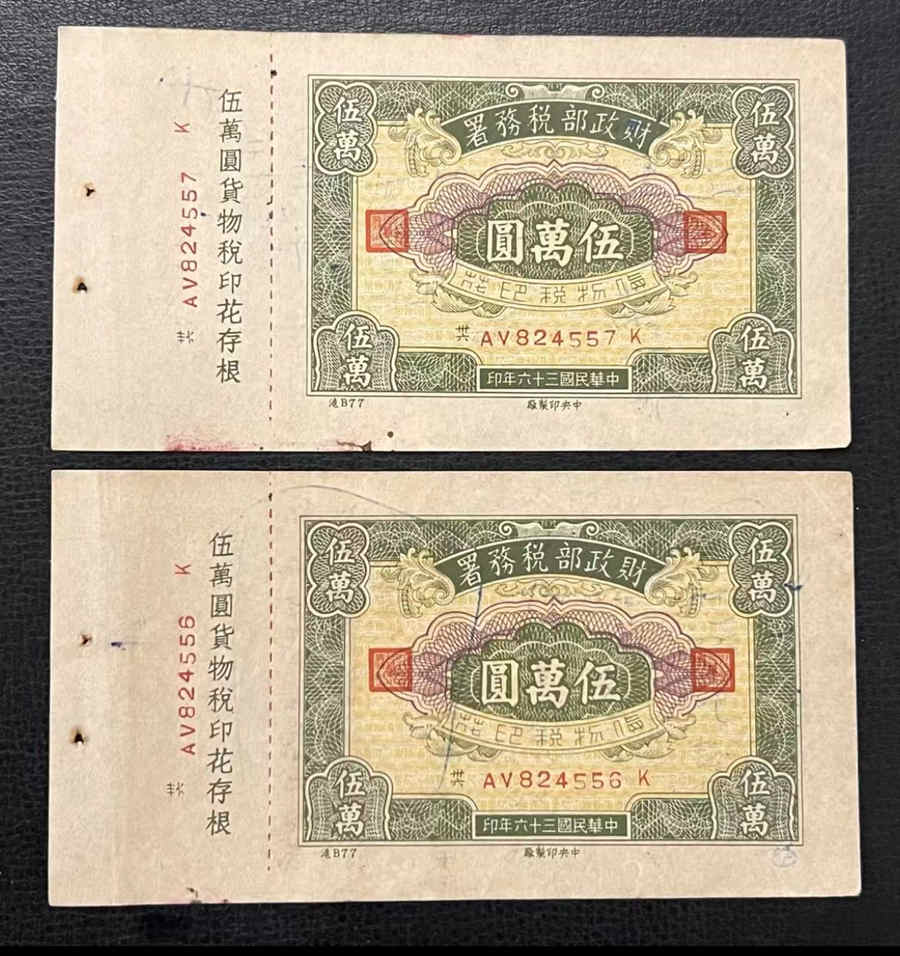 伍萬圓貨物稅印花存根
AV824557 K
財政部稅務署
伍萬
伍萬
伍萬圓
貨物稅印花
共 AV824557 K
伍萬
伍萬
中華民國三十六年印
滬B77
中央印製廠
伍萬圓貨物稅印花存根
AV824556 K
財政部稅務署
伍萬
伍萬
伍萬圓
貨物稅印花
共 AV824556 K
伍萬
伍萬
中華民國三十六年印
滬B77
中央印製廠